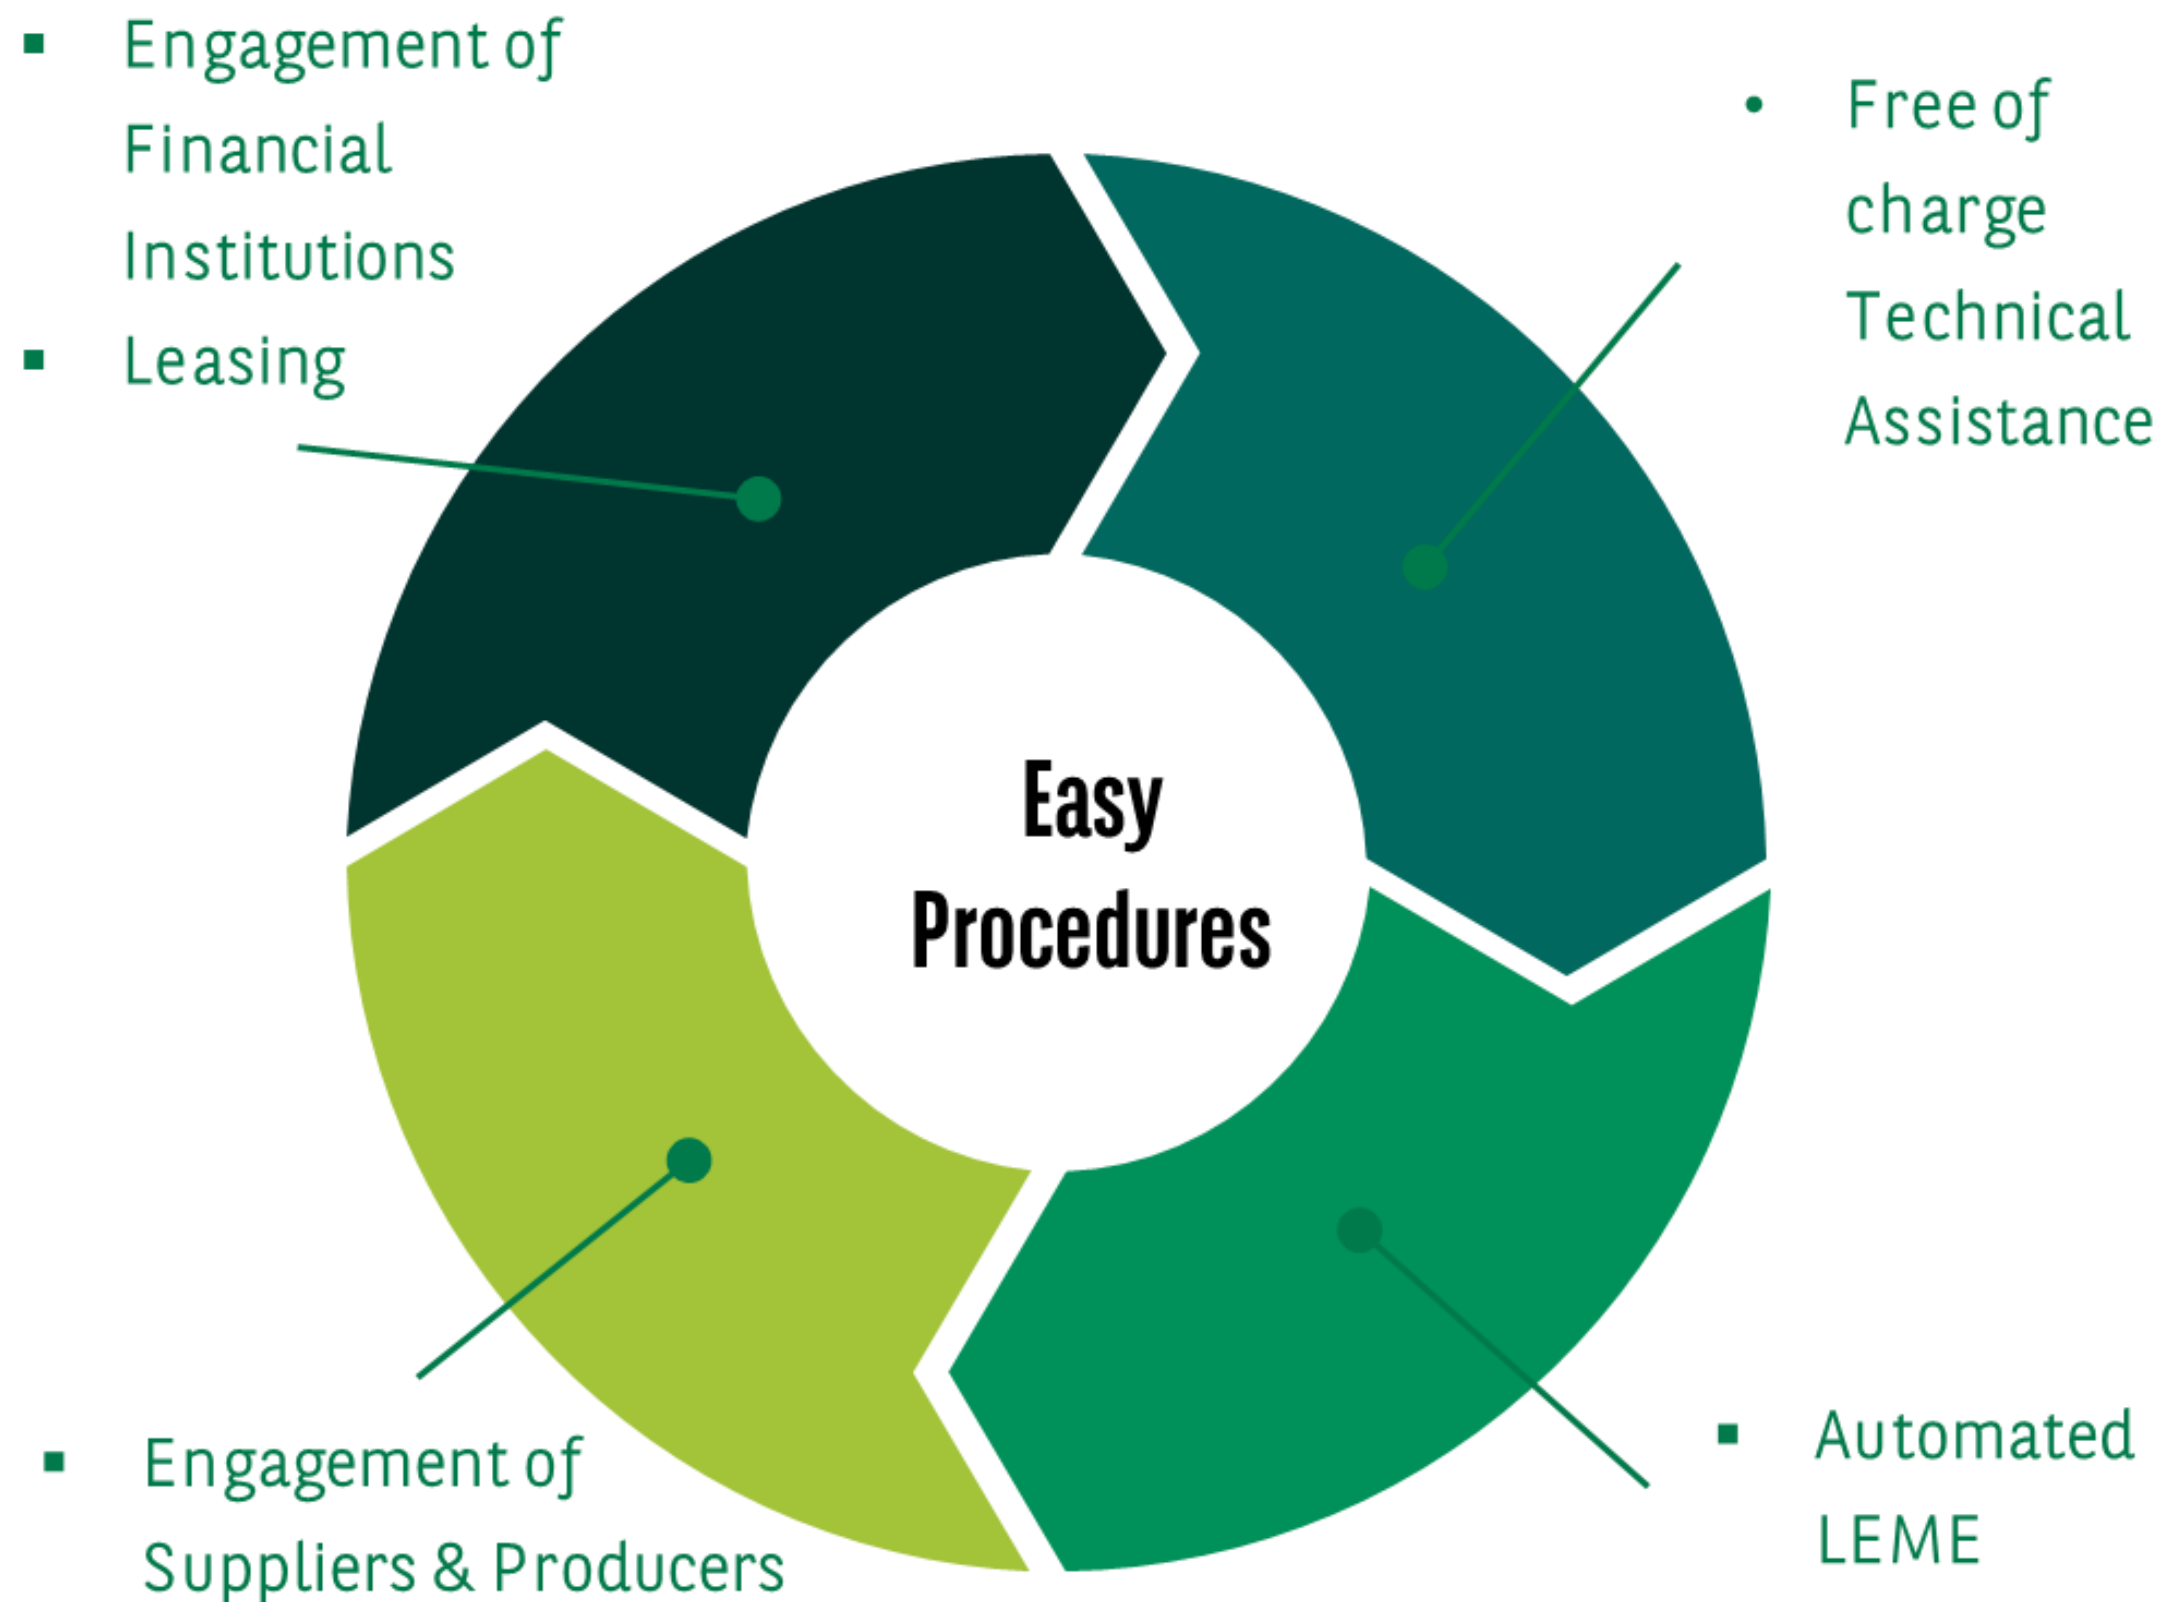 Engagement of
Financial
Institutions
Leasing
Free of
charge
Technical
Assistance
Easy
Procedures
Engagement of
Suppliers & Producers
Automated
LEME